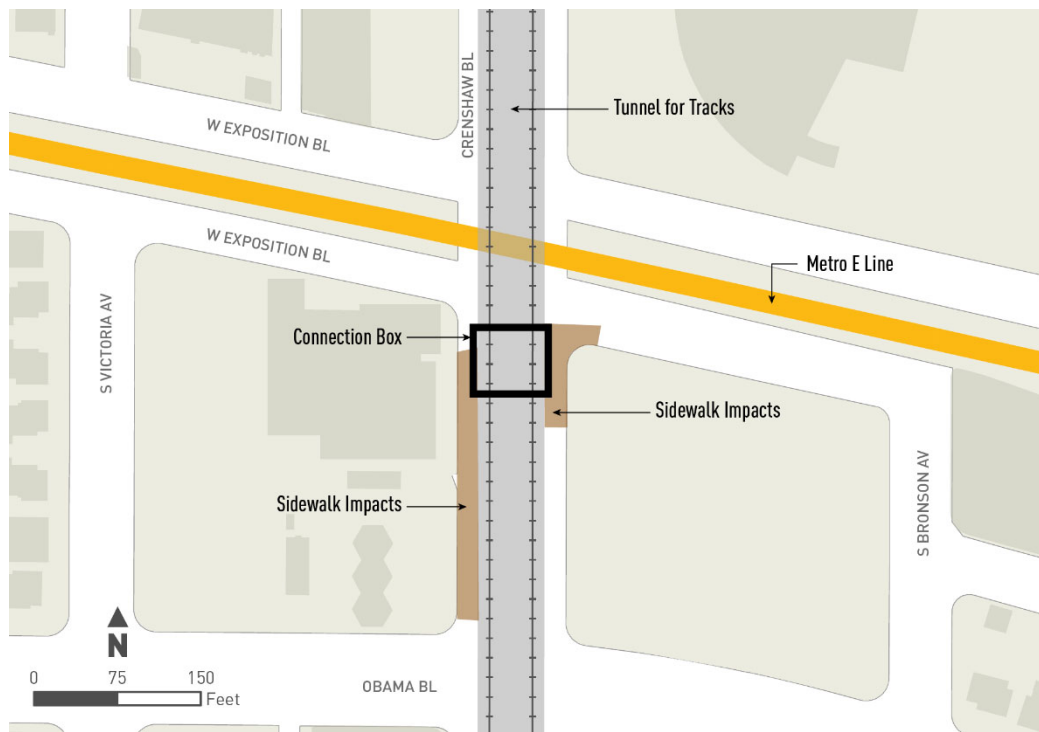 CRENSHAW BL
Tunnel for Tracks
W EXPOSITION BL
W EXPOSITION BL
Metro E Line
S VICTORIA AV
Connection Box
Sidewalk Impacts
Sidewalk Impacts
S BRONSON AV
N
0 75 150
Feet
OBAMA BL